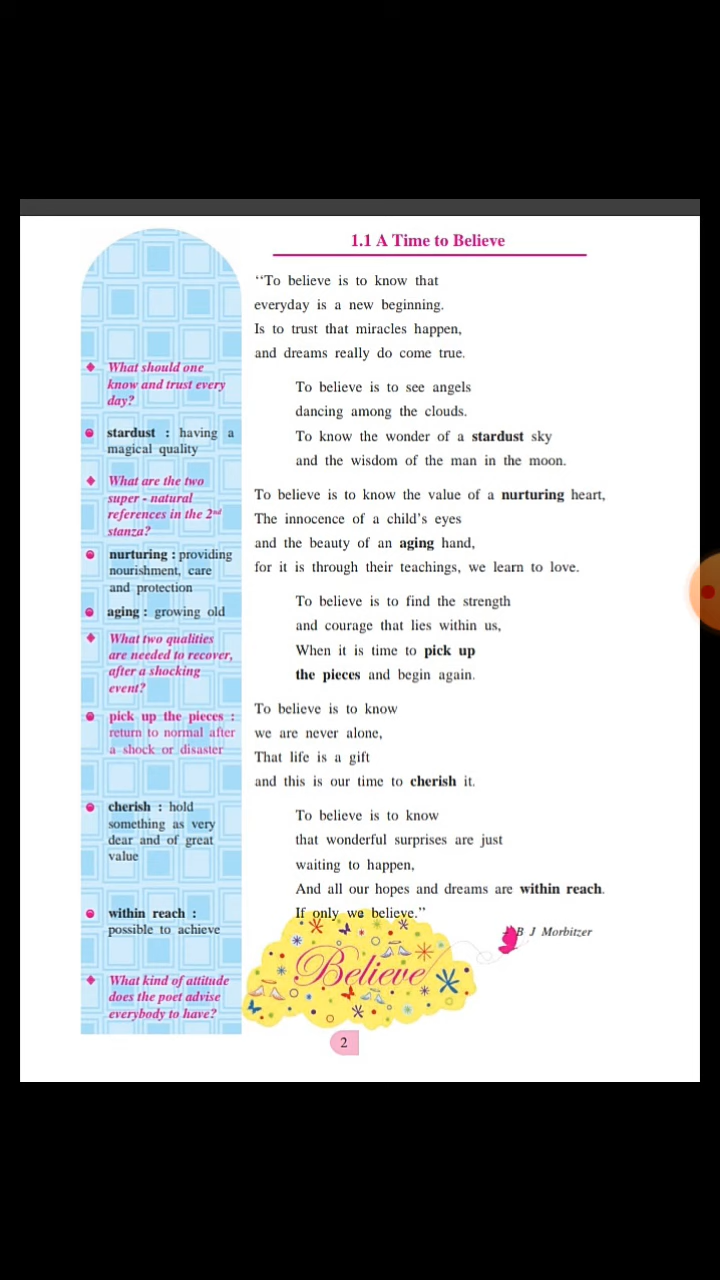 1.1 A Time to Believe
“To believe is to know that
everyday is a new beginning.
Is to trust that miracles happen,
and dreams really do come true.
To believe is to see angels
dancing among the clouds.
To know the wonder of a stardust sky
and the wisdom of the man in the moon.
To believe is to know the value of a nurturing heart,
The innocence of a child’s eyes
and the beauty of an aging hand,
for it is through their teachings, we learn to love.
To believe is to find the strength
and courage that lies within us,
When it is time to pick up
the pieces and begin again.
To believe is to know
we are never alone,
That life is a gift
and this is our time to cherish it.
To believe is to know
that wonderful surprises are just
waiting to happen,
And all our hopes and dreams are within reach.
If only we believe.”
B J Morbitzer
Believe
What should one
know and trust every
day?
stardust : having a
magical quality
What are the two
super - natural
references in the 2nd
stanza?
nurturing : providing
nourishment, care
and protection
aging : growing old
What two qualities
are needed to recover,
after a shocking
event?
pick up the pieces :
return to normal after
a shock or disaster
cherish : hold
something as very
dear and of great
value
within reach :
possible to achieve
What kind of attitude
does the poet advise
everybody to have?
2